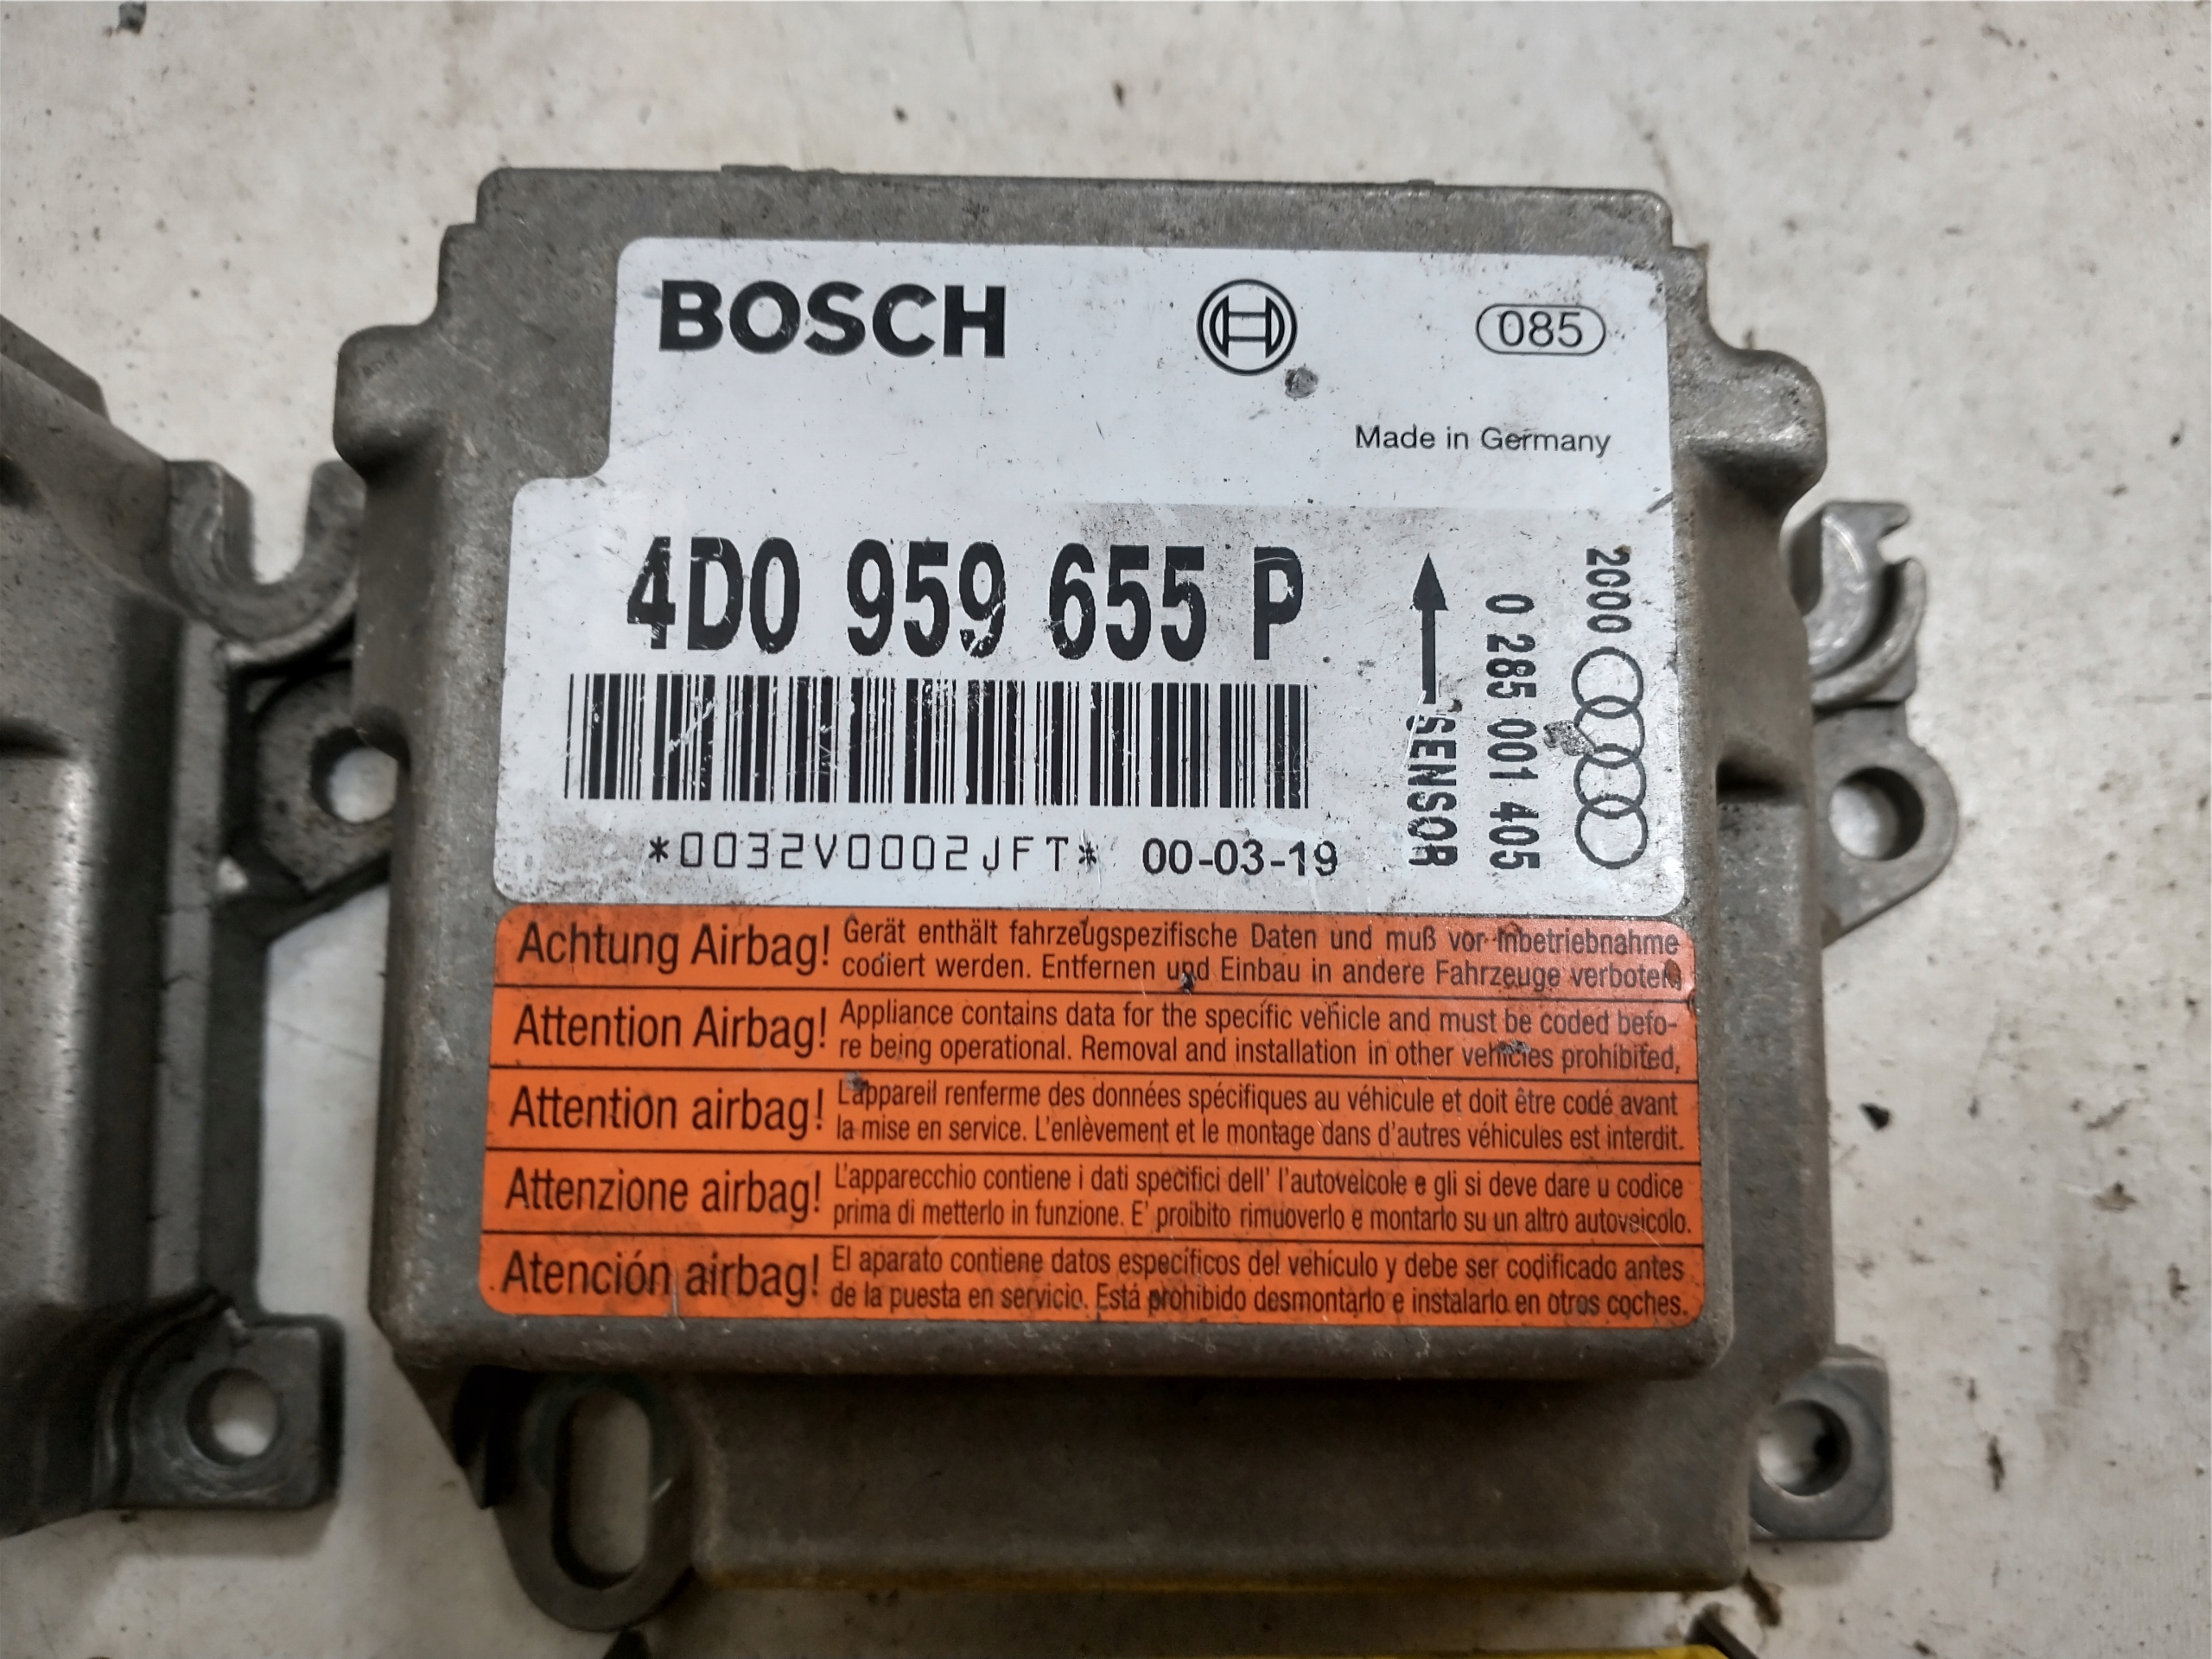 BOSCH
085
Made in Germany
4D0 959 655 P
*0032V0002JFT* 00-03-19
SENSOR
0 285 001 405
2000
Achtung Airbag! Gerät enthält fahrzeugspezifische Daten und muß vor Inbetriebnahme
codiert werden. Entfernen und Einbau in andere Fahrzeuge verboten.
Attention Airbag! Appliance contains data for the specific vehicle and must be coded befo-
re being operational. Removal and installation in other vehicles prohibited,
Attention airbag! L'appareil renferme des données spécifiques au véhicule et doit être codé avant
la mise en service. L'enlèvement et le montage dans d'autres véhicules est interdit.
Attenzione airbag! L'apparecchio contiene i dati specifici dell' l'autoveicole e gli si deve dare u codice
prima di metterlo in funzione. E' proibito rimuoverlo e montarlo su un altro autoveicolo.
Atención airbag! El aparato contiene datos específicos del vehículo y debe ser codificado antes
de la puesta en servicio. Está prohibido desmontarlo e instalarlo en otros coches.